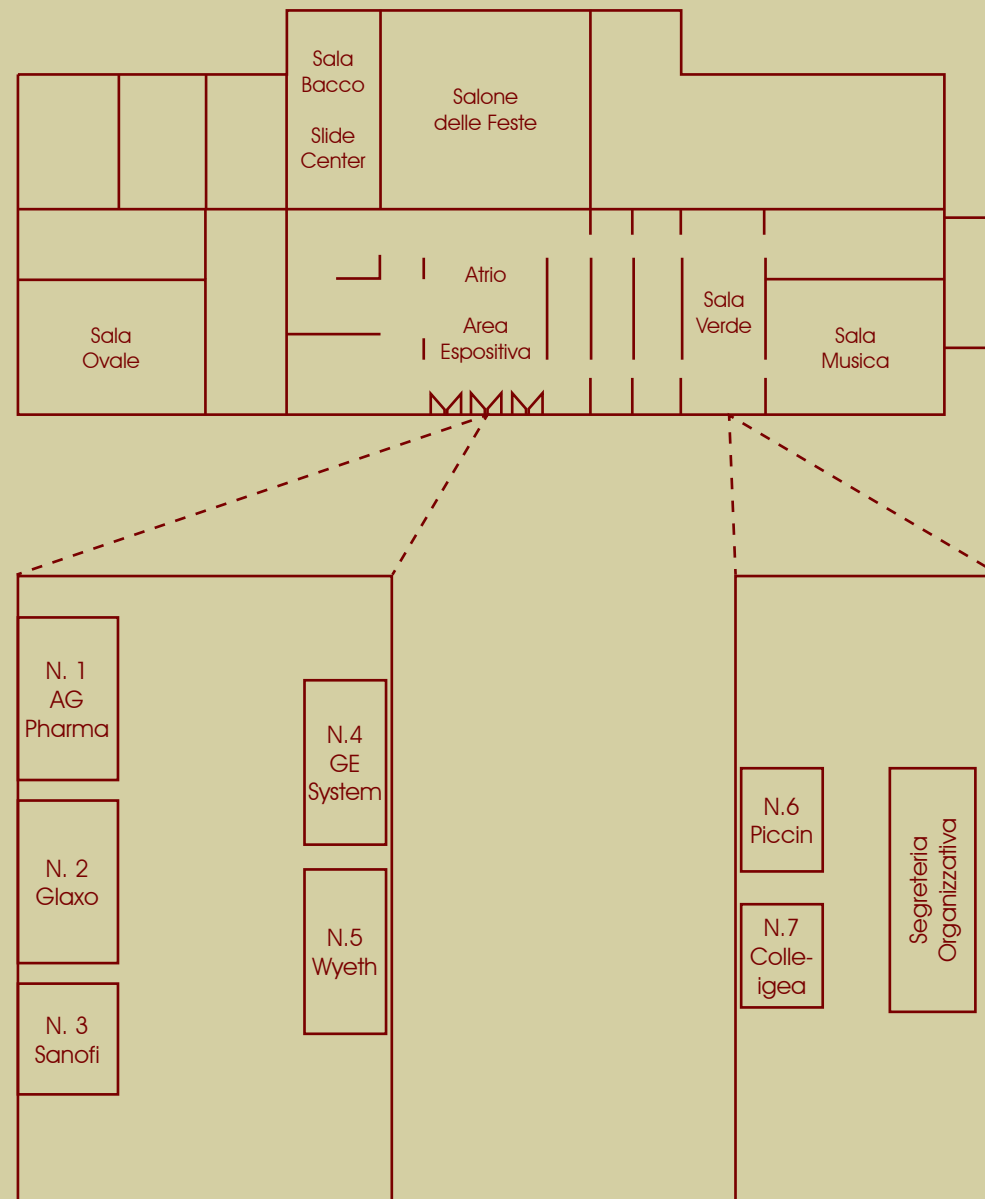 Sala
Bacco
Slide
Center
Salone
delle Feste
Atrio
Area
Espositiva
Sala
Verde
Sala
Ovale
Sala
Musica
N. 1
AG
Pharma
N. 2
Glaxo
N. 3
Sanofi
N.4
GE
System
N.5
Wyeth
N.6
Piccin
N.7
Colle-
igea
Segreteria
Organizzativa